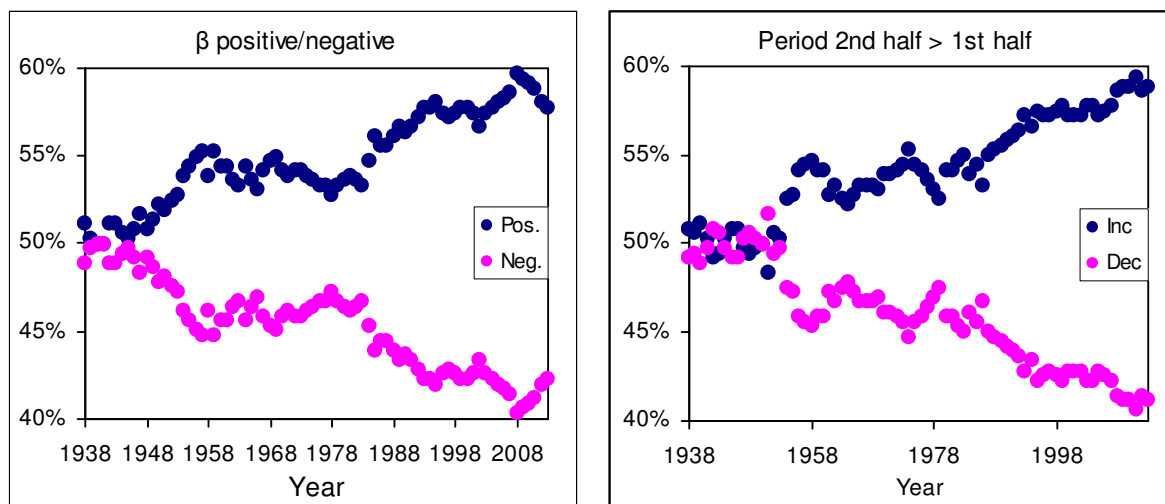 β positive/negative
60%
55%
50%
45%
40%
1938 1948 1958 1968 1978 1988 1998 2008
Year
Pos.
Neg.
Period 2nd half > 1st half
60%
55%
50%
45%
40%
1938 1958 1978 1998
Year
Inc
Dec